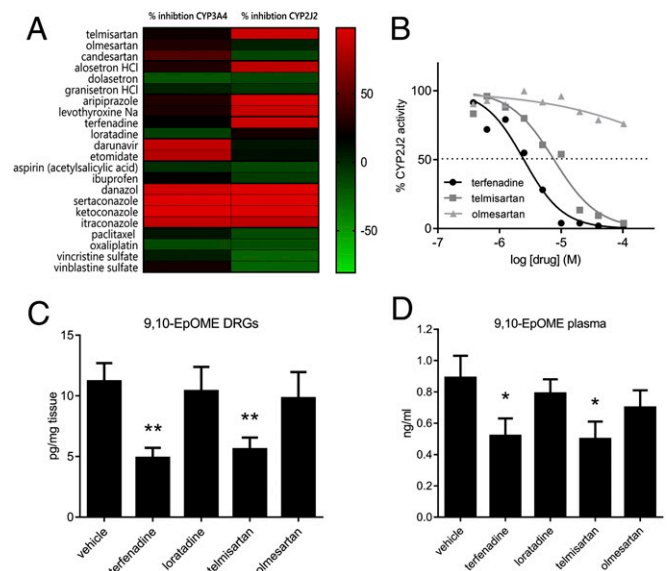 A
% inhibtion CYP3A4 % inhibition CYP2J2
telmisartan
olmesartan
candesartan
alosetron HCl
dolasetron
granisetron HCl
aripiprazole
levothyroxine Na
terfenadine
loratadine
darunavir
etomidate
aspirin (acetylsalicylic acid)
ibuprofen
danazol
sertaconazole
ketoconazole
itraconazole
paclitaxel
oxaliplatin
vincristine sulfate
vinblastine sulfate
50
0
-50
B
% CYP2J2 activity
100
50
0
terfenadine
telmisartan
olmesartan
-7 -6 -5 -4 -3
log [drug] (M)
C
9,10-EpOME DRGs
pg/mg tissue
15
10
5
0
** **
vehicle
terfenadine
loratadine
telmisartan
olmesartan
D
9,10-EpOME plasma
ng/ml
1.2
1.0
0.8
0.6
0.4
0.2
0.0
* *
vehicle
terfenadine
loratadine
telmisartan
olmesartan